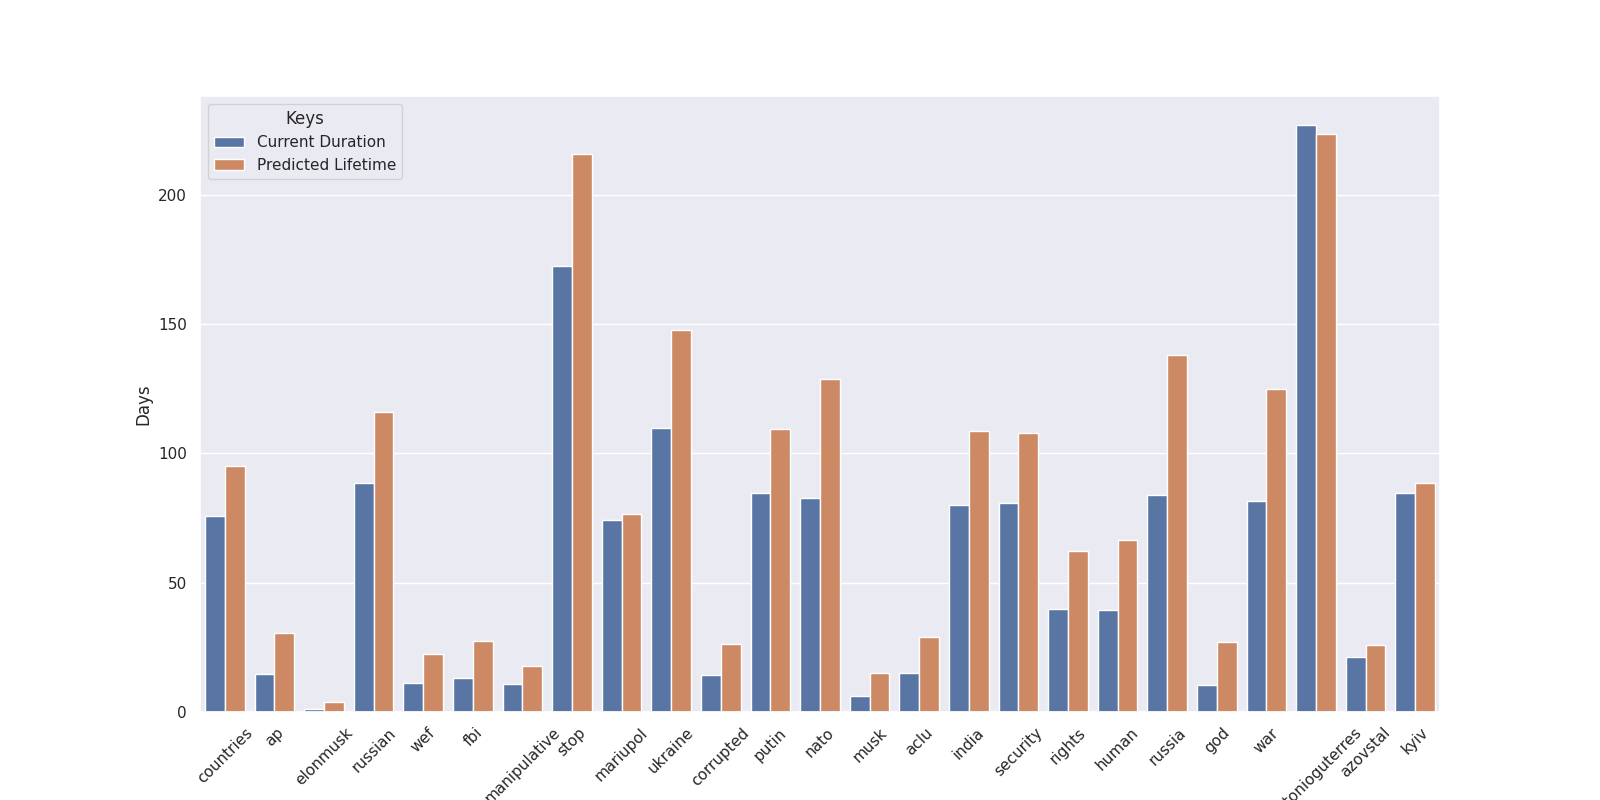 Keys
Current Duration
Predicted Lifetime
Days
200
150
100
50
0
countries
ap
elonmusk
russian
wef
fbi
manipulative
stop
mariupol
ukraine
corrupted
putin
nato
musk
aclu
india
security
rights
human
russia
god
war
tonioguterres
azovstal
kyiv